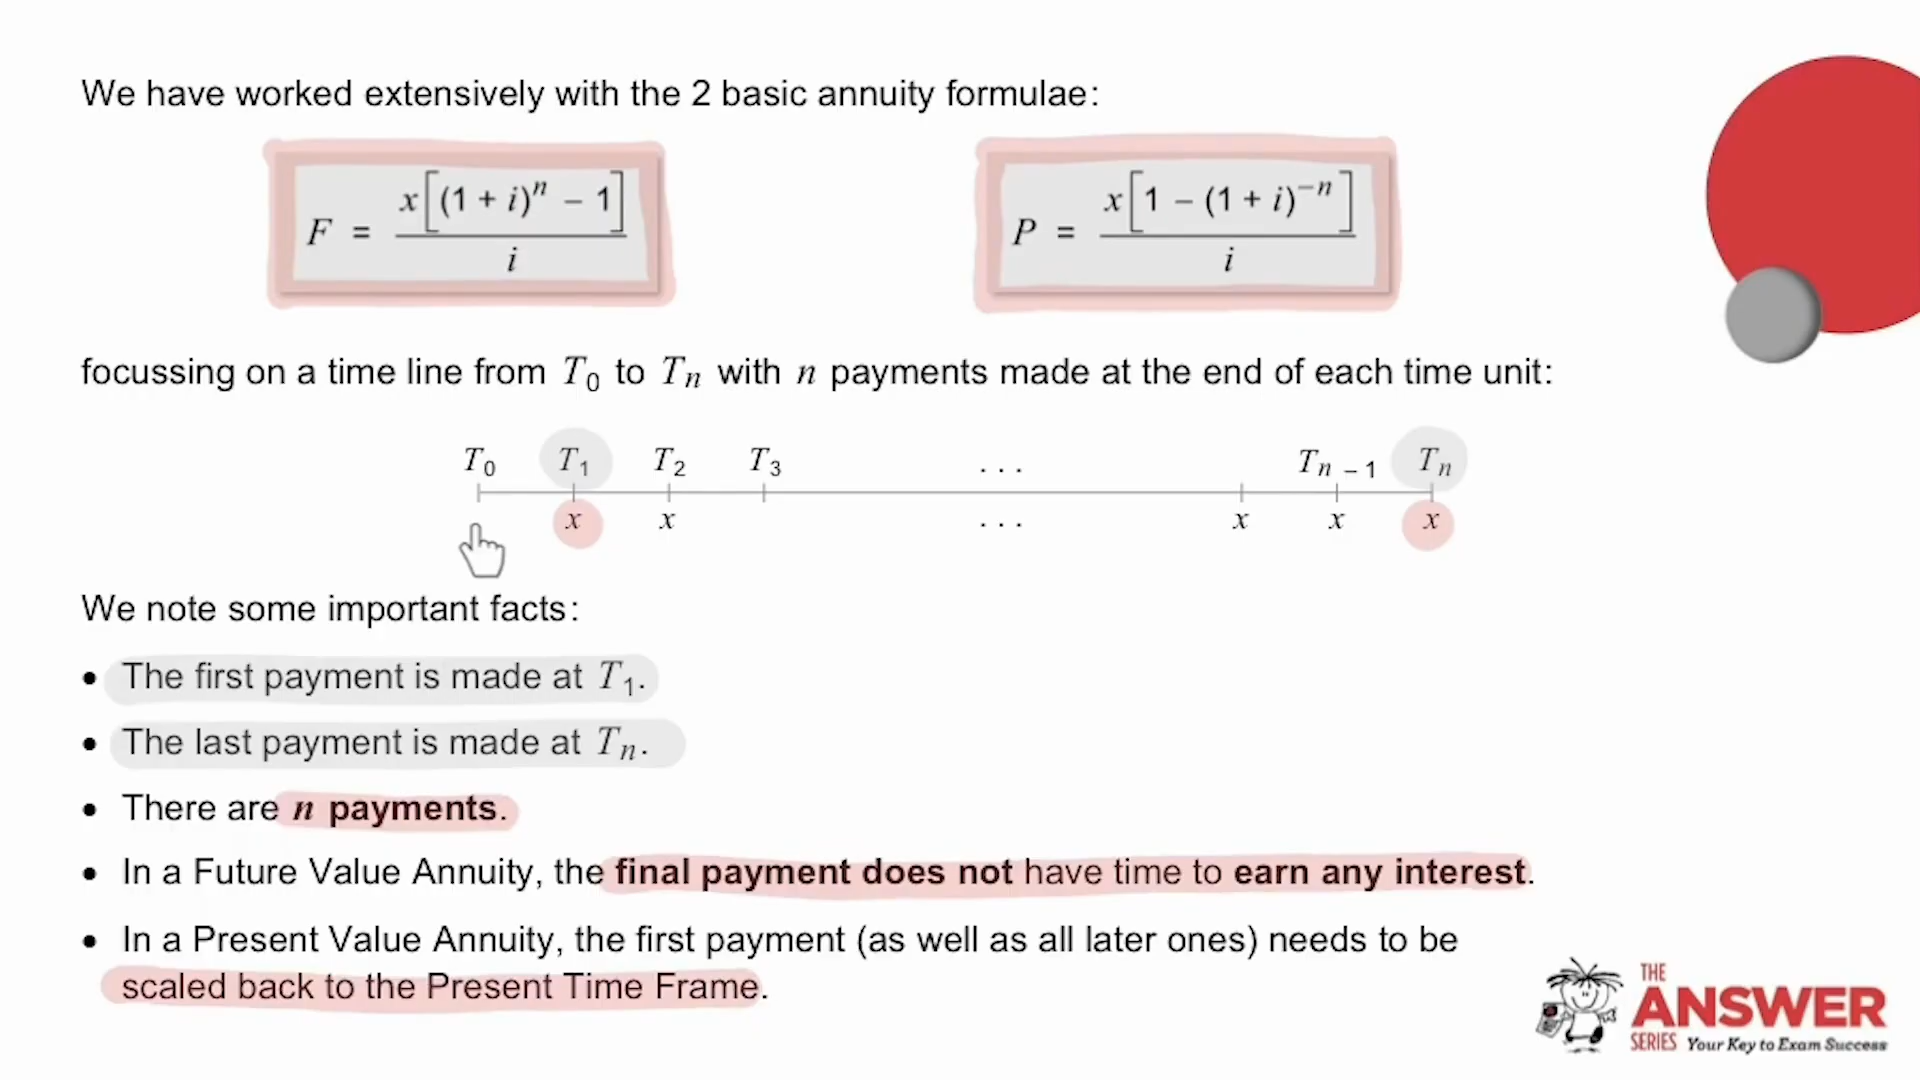 We have worked extensively with the 2 basic annuity formulae:
F = x[(1 + i)ⁿ − 1] / i
P = x[1 − (1 + i)⁻ⁿ] / i
focussing on a time line from T₀ to Tₙ with n payments made at the end of each time unit:
T₀ T₁ T₂ T₃ . . . Tₙ₋₁ Tₙ
x x . . . x x x
We note some important facts:
• The first payment is made at T₁.
• The last payment is made at Tₙ.
• There are n payments.
• In a Future Value Annuity, the final payment does not have time to earn any interest.
• In a Present Value Annuity, the first payment (as well as all later ones) needs to be
scaled back to the Present Time Frame.
THE
ANSWER
SERIES Your Key to Exam Success